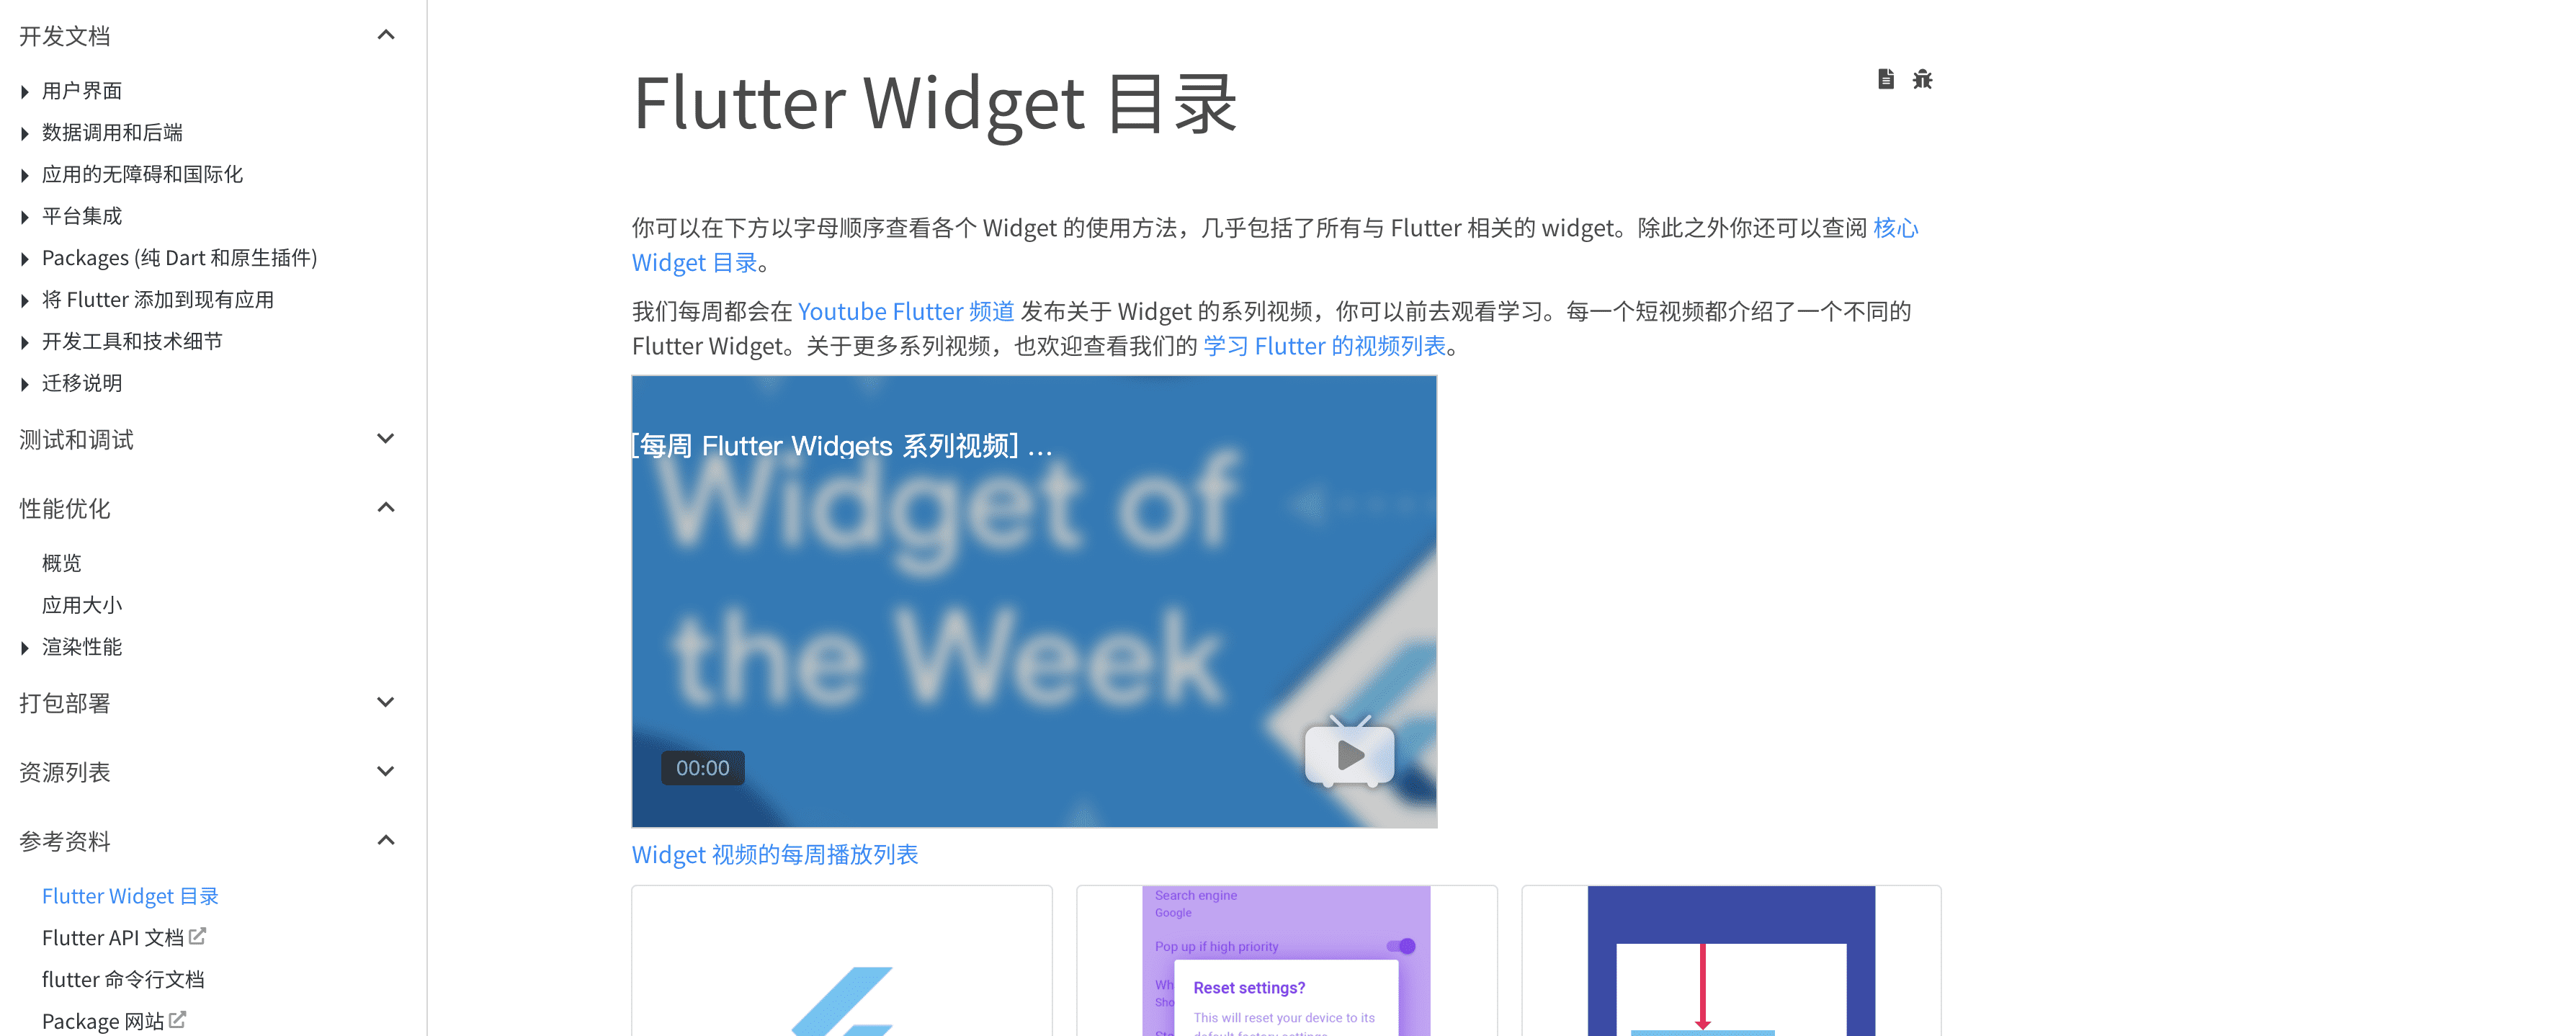 开发文档
用户界面
数据调用和后端
应用的无障碍和国际化
平台集成
Packages (纯 Dart 和原生插件)
将 Flutter 添加到现有应用
开发工具和技术细节
迁移说明
测试和调试
性能优化
概览
应用大小
渲染性能
打包部署
资源列表
参考资料
Flutter Widget 目录
Flutter API 文档
flutter 命令行文档
Package 网站
Flutter Widget 目录
你可以在下方以字母顺序查看各个 Widget 的使用方法，几乎包括了所有与 Flutter 相关的 widget。除此之外你还可以查阅 核心
Widget 目录。
我们每周都会在 Youtube Flutter 频道 发布关于 Widget 的系列视频，你可以前去观看学习。每一个短视频都介绍了一个不同的
Flutter Widget。关于更多系列视频，也欢迎查看我们的 学习 Flutter 的视频列表。
[每周 Flutter Widgets 系列视频] ...
Widget of
the Week
00:00
Widget 视频的每周播放列表
Search engine
Google
Pop up if high priority
Reset settings?
This will reset your device to its
default factory settings